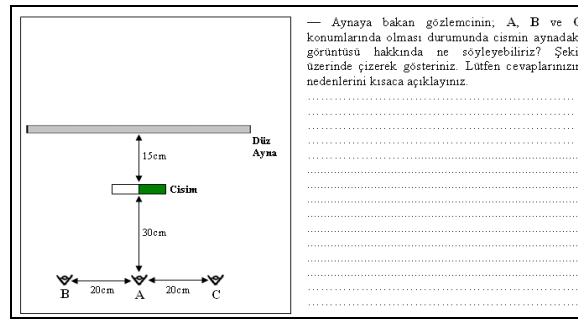 — Aynaya bakan gözlemcinin; A, B ve C
konumlarında olması durumunda cismin aynadak
görüntüsü hakkında ne söyleyebiliriz? Şeki
üzerinde çizerek gösteriniz. Lütfen cevaplarınızın
nedenlerini kısaca açıklayınız.
Düz
Ayna
15cm
Cisim
30cm
20cm
20cm
B
A
C